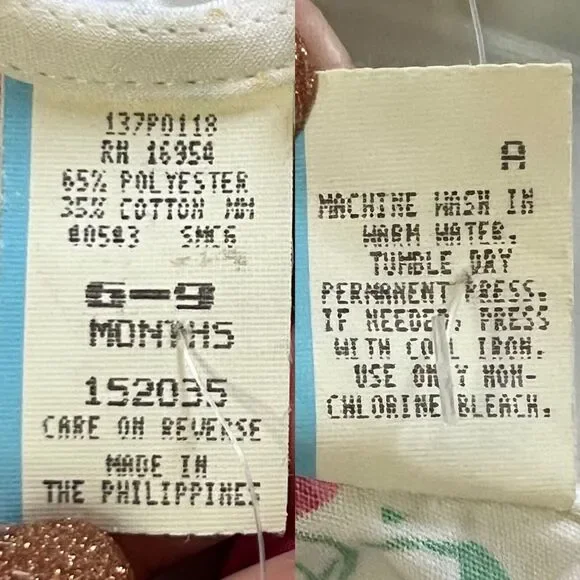 137P0118
RN 16954
65% POLYESTER
35% COTTON MM
SMC6
6-9
MONTHS
152035
CARE ON REVERSE
MADE IN
THE PHILIPPINES
A
MACHINE WASH IN
WARM WATER.
TUMBLE DRY
PERMANENT PRESS.
IF NEEDED, PRESS
WITH COOL IRON.
USE ONLY NON-
CHLORINE BLEACH.